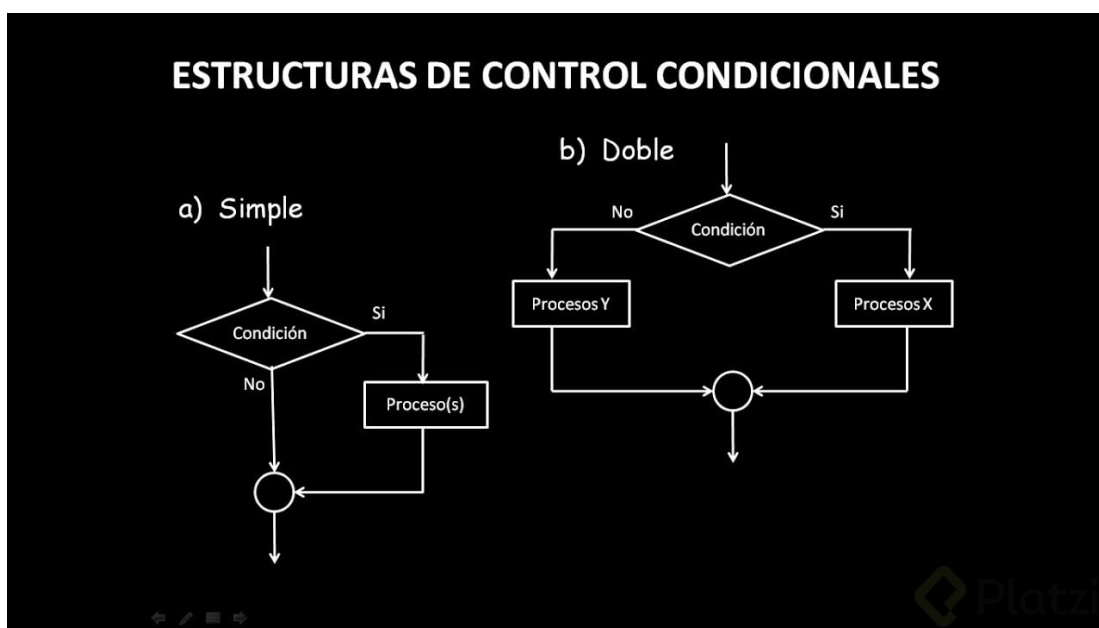 ESTRUCTURAS DE CONTROL CONDICIONALES
a) Simple
Condición
Si
No
Proceso(s)
b) Doble
No
Condición
Si
Procesos Y
Procesos X
Platzi